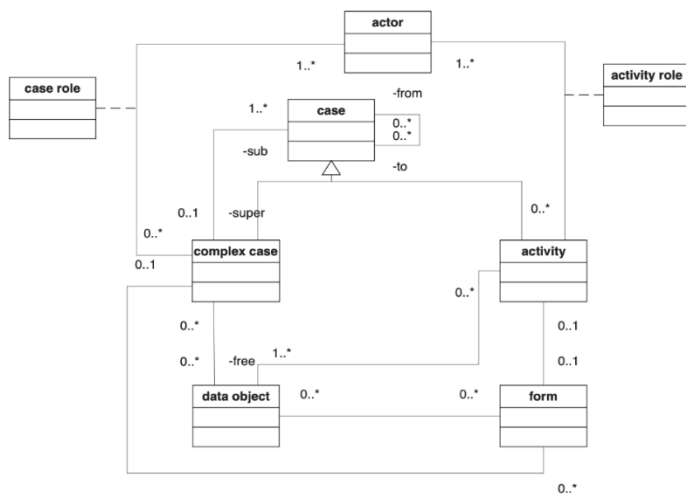 actor
1..*
1..*
case role
activity role
-from
1..*
case
0..*
0..*
-sub
-to
0..1
-super
0..*
0..*
0..1
complex case
activity
0..*
0..*
0..1
1..*
0..*
-free
0..1
data object
0..*
0..*
form
0..*